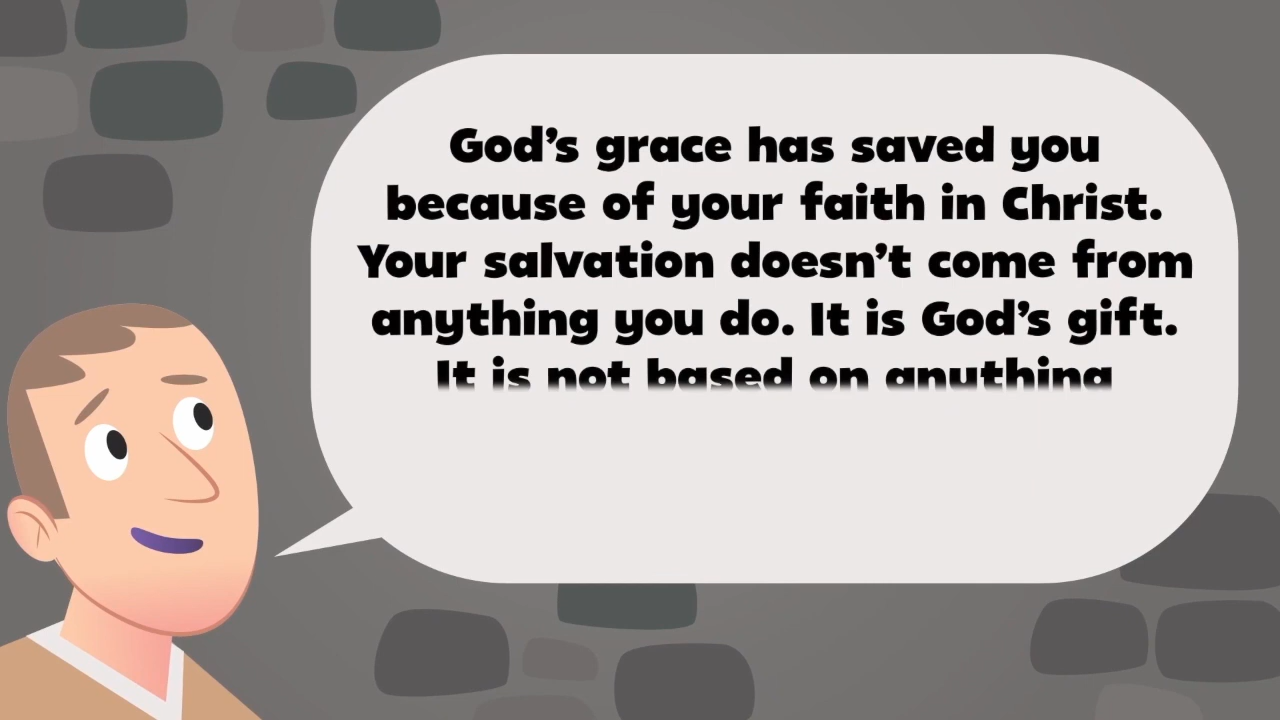 God’s grace has saved you
because of your faith in Christ.
Your salvation doesn’t come from
anything you do. It is God’s gift.
It is not based on anything